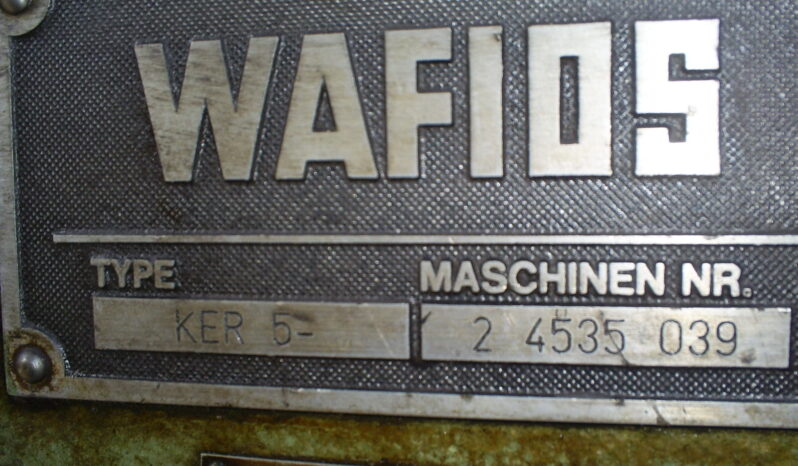 WAFIOS
TYPE MASCHINEN NR.
KER 5- 2 4535 039